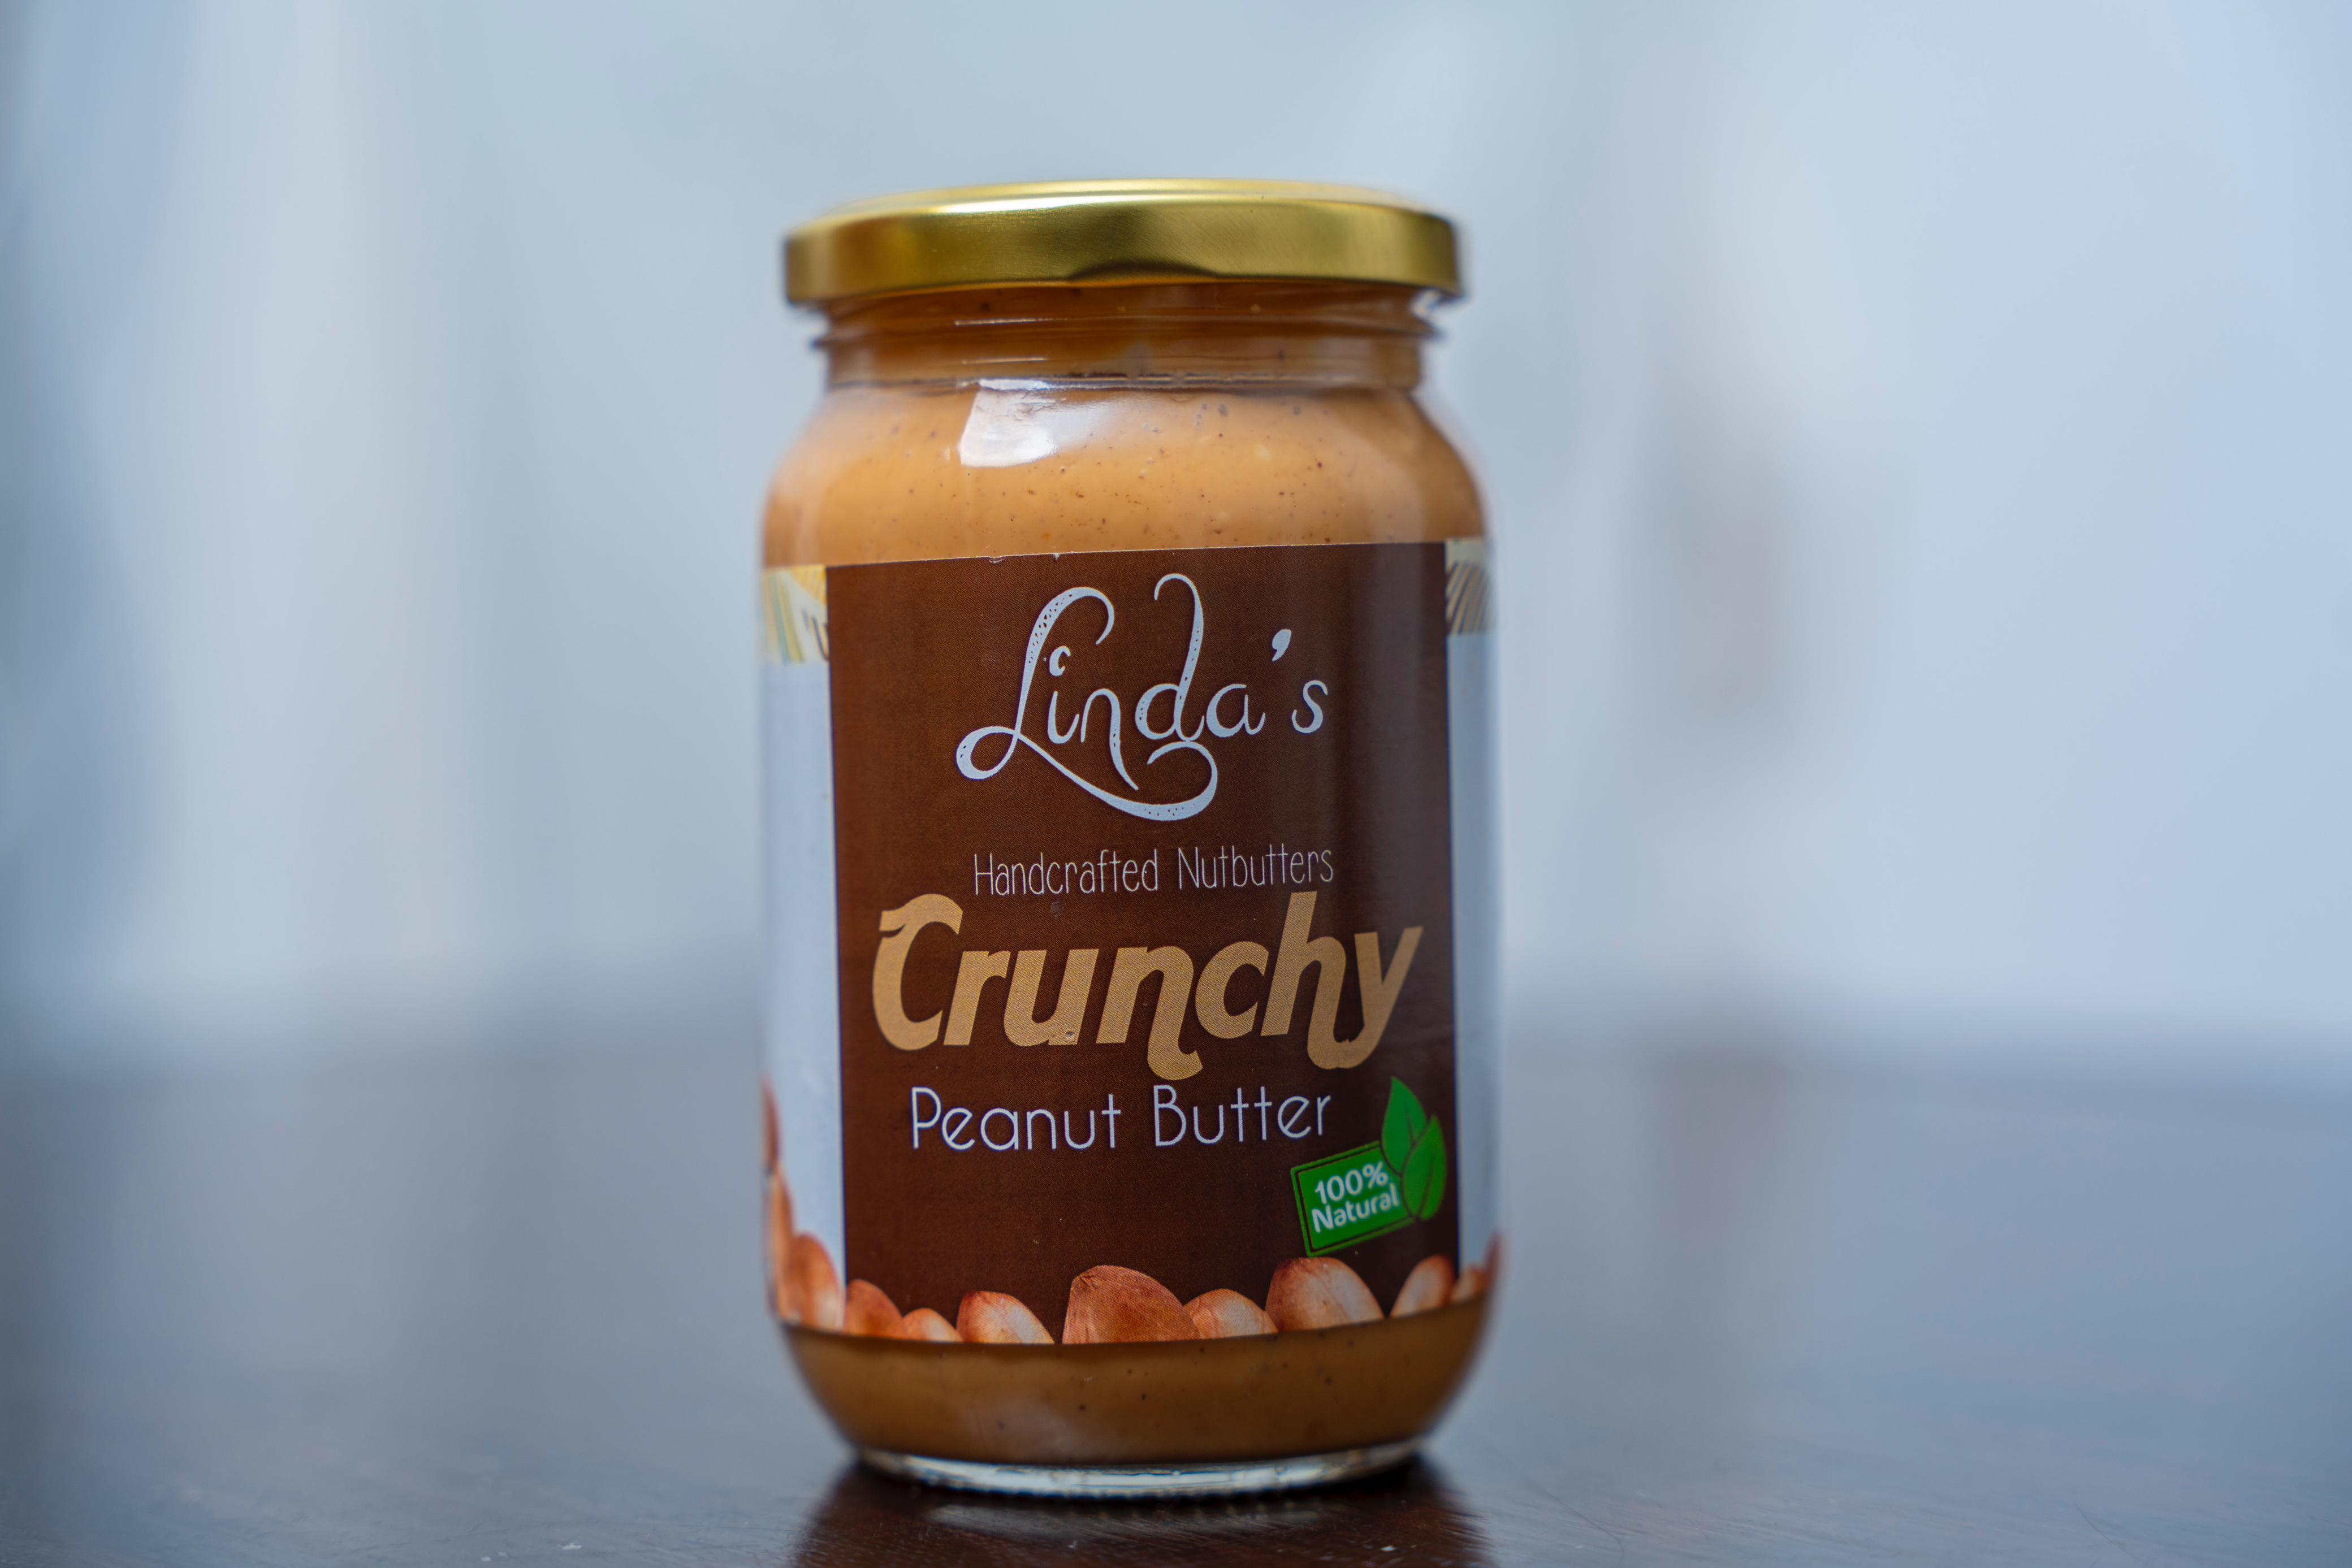 Linda's
Handcrafted Nutbutters
Crunchy
Peanut Butter
100%
Natural